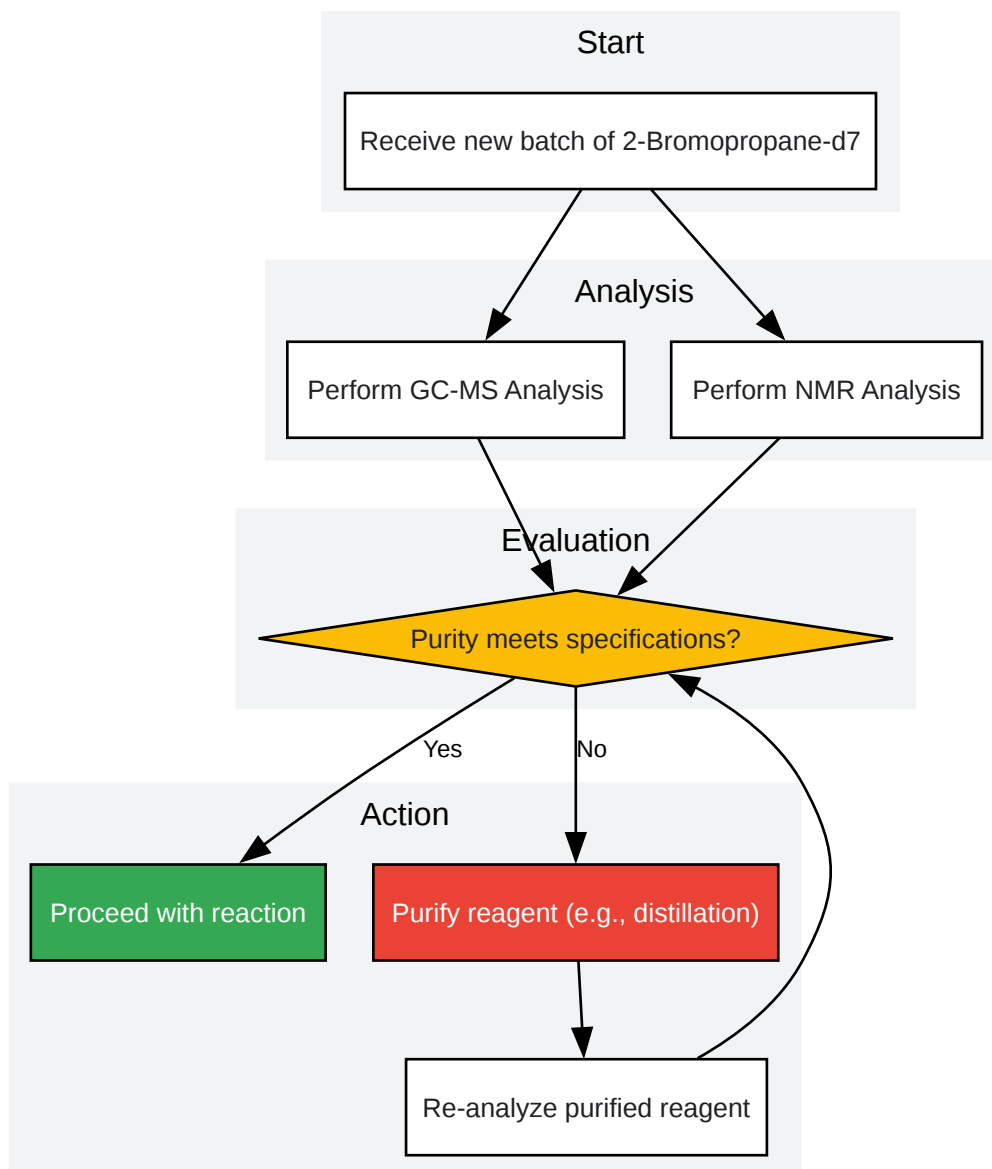 Start
Receive new batch of 2-Bromopropane-d7
Analysis
Perform GC-MS Analysis
Perform NMR Analysis
Evaluation
Purity meets specifications?
Yes
No
Action
Proceed with reaction
Purify reagent (e.g., distillation)
Re-analyze purified reagent